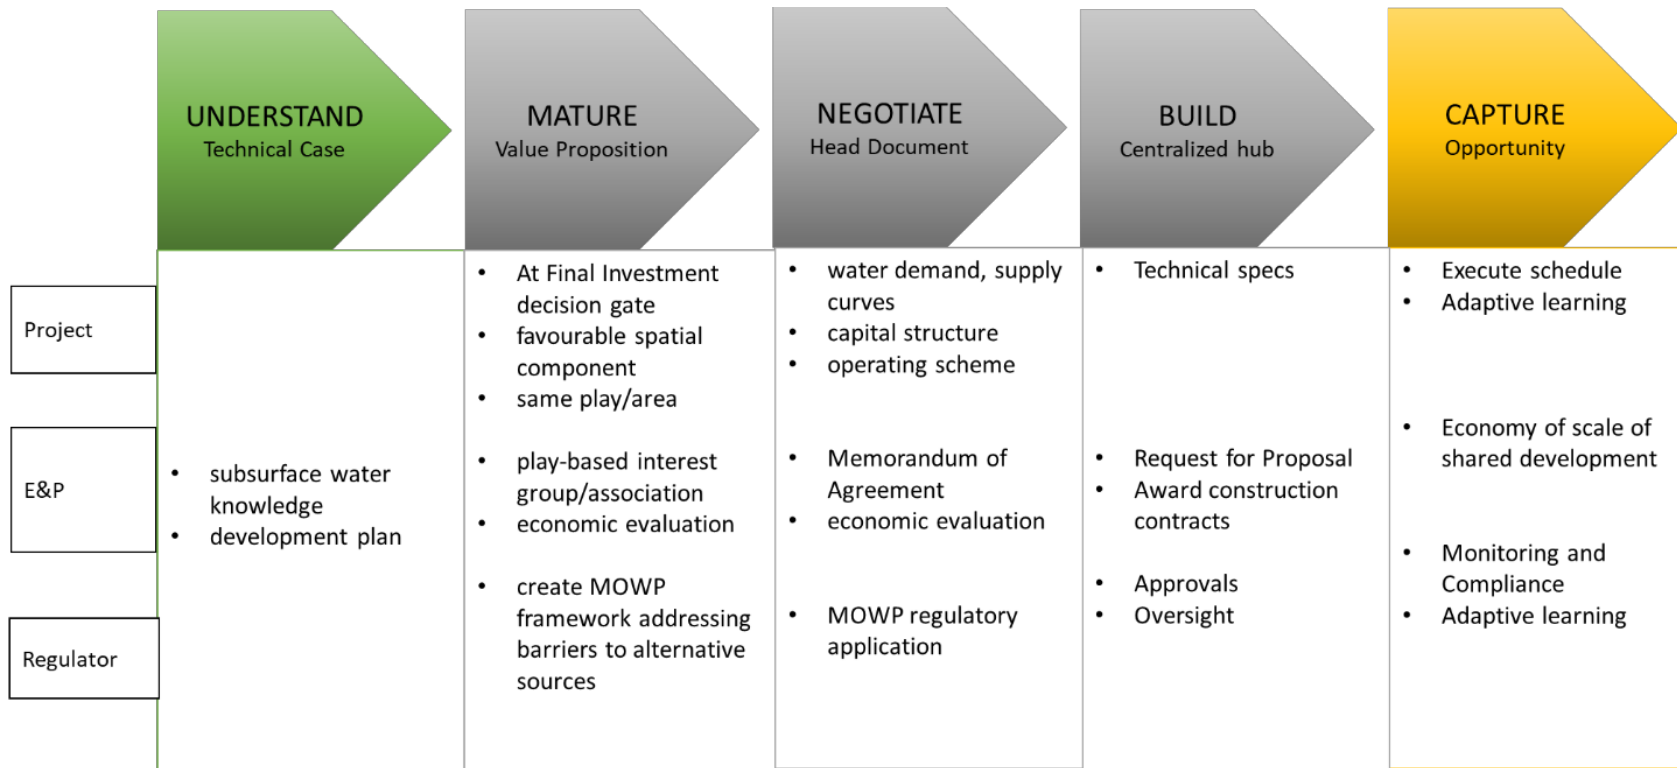 UNDERSTAND
Technical Case
MATURE
Value Proposition
NEGOTIATE
Head Document
BUILD
Centralized hub
CAPTURE
Opportunity
Project
• At Final Investment
decision gate
• favourable spatial
component
• same play/area
• water demand, supply
curves
• capital structure
• operating scheme
• Technical specs
• Execute schedule
• Adaptive learning
E&P
• subsurface water
knowledge
• development plan
• play-based interest
group/association
• economic evaluation
• Memorandum of
Agreement
• economic evaluation
• Request for Proposal
• Award construction
contracts
• Economy of scale of
shared development
Regulator
• create MOWP
framework addressing
barriers to alternative
sources
• MOWP regulatory
application
• Approvals
• Oversight
• Monitoring and
Compliance
• Adaptive learning